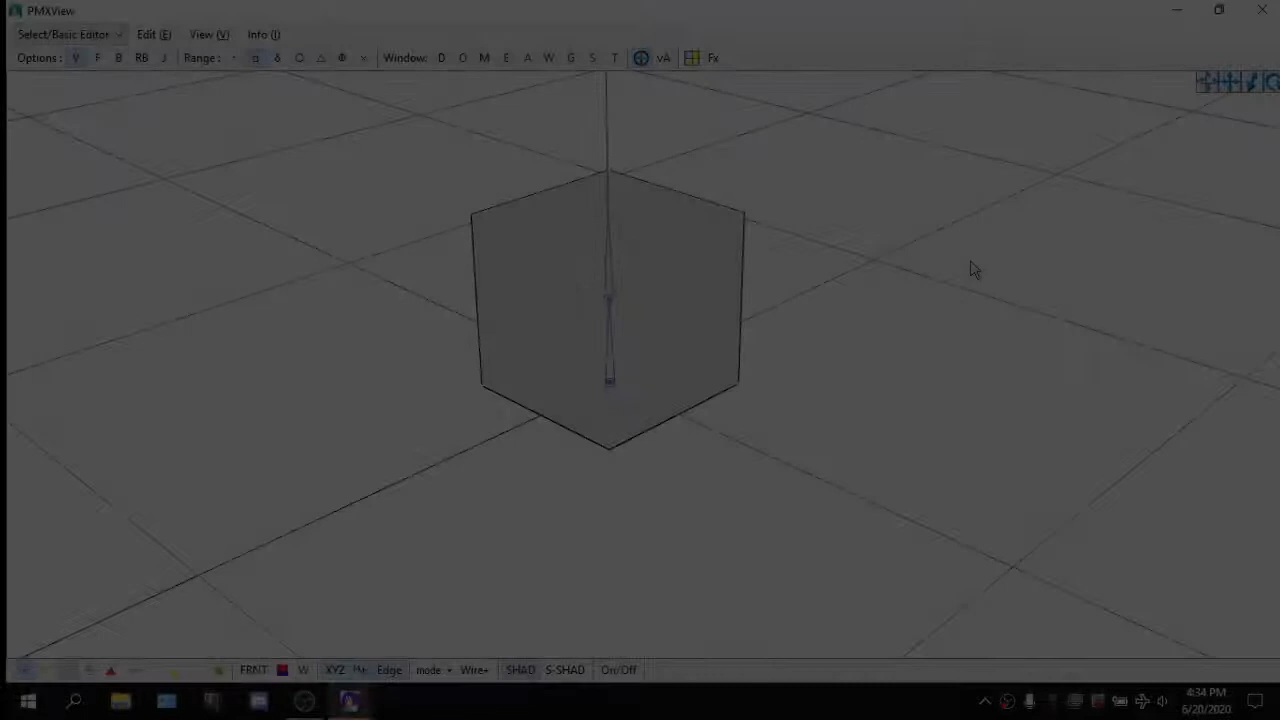 PMXView
Select/Basic Editor Edit (E) View (V) Info (I)
Options : V F B RB J Range : Window: D O M E A W G S T vA Fx
FRNT W XYZ Edge mode Wire+ SHAD S-SHAD On/Off
4:34 PM
6/20/2020